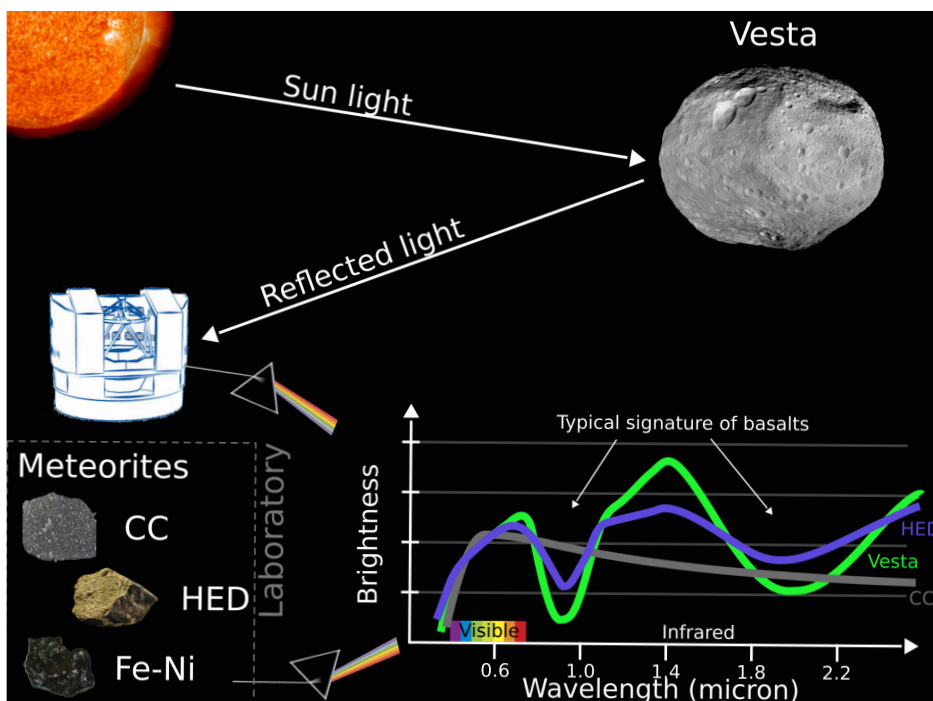 Vesta
Sun light
Reflected light
Meteorites
CC
HED
Fe-Ni
Laboratory
Typical signature of basalts
Brightness
HED
Vesta
CC
Visible
Infrared
0.6
1.0
1.4
1.8
2.2
Wavelength (micron)